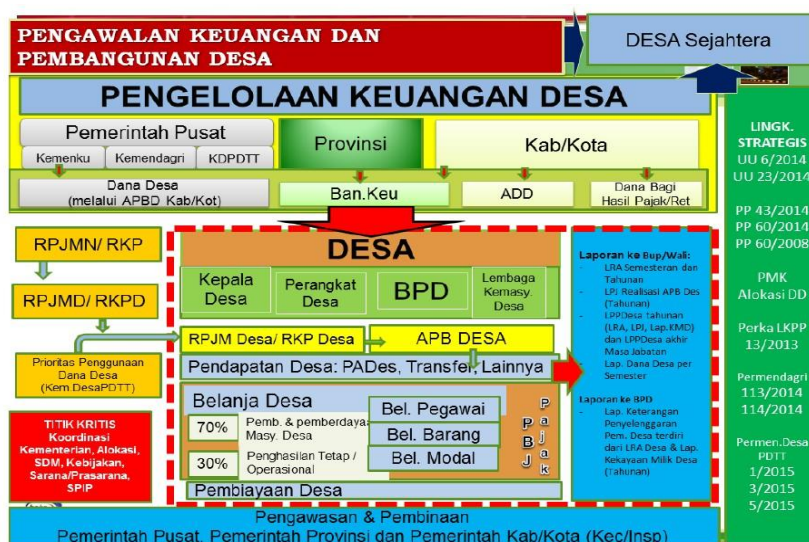 PENGAWALAN KEUANGAN DAN
PEMBANGUNAN DESA
DESA Sejahtera
PENGELOLAAN KEUANGAN DESA
Pemerintah Pusat
Kemenku
Kemendagri
KDPDTT
Provinsi
Kab/Kota
Dana Desa
(melalui APBD Kab/Kot)
Ban.Keu
ADD
Dana Bagi
Hasil Pajak/Ret
RPJMN/ RKP
RPJMD/ RKPD
Prioritas Penggunaan
Dana Desa
(Kem.DesaPDTT)
TITIK KRITIS
Koordinasi
Kementerian, Alokasi,
SDM, Kebijakan,
Sarana/Prasarana,
SPIP
DESA
Kepala
Desa
Perangkat
Desa
BPD
Lembaga
Kemasy.
Desa
RPJM Desa/ RKP Desa
APB DESA
Pendapatan Desa: PADes, Transfer, Lainnya
Belanja Desa
70%
Pemb. & pemberdaya
Masy. Desa
30%
Penghasilan Tetap /
Operasional
Bel. Pegawai
Bel. Barang
Bel. Modal
P
B
J
P
a
j
a
k
Pembiayaan Desa
Laporan ke Bup/Wali:
- LRA Semesteran dan
Tahunan
- LPJ Realisasi APB Des
(Tahunan)
- LPPDesa tahunan
(LRA, LPJ, Lap.KMD)
dan LPPDesa akhir
Masa Jabatan
- Lap. Dana Desa per
Semester
Laporan ke BPD
- Lap. Keterangan
Penyelenggaran
Pem. Desa terdiri
dari LRA Desa & Lap.
Kekayaan Milik Desa
(Tahunan)
LINGK.
STRATEGIS
UU 6/2014
UU 23/2014
PP 43/2014
PP 60/2014
PP 60/2008
PMK
Alokasi DD
Perka LKPP
13/2013
Permendagri
113/2014
114/2014
Permen.Desa
PDTT
1/2015
3/2015
5/2015
Pengawasan & Pembinaan
Pemerintah Pusat, Pemerintah Provinsi dan Pemerintah Kab/Kota (Kec/Insp)